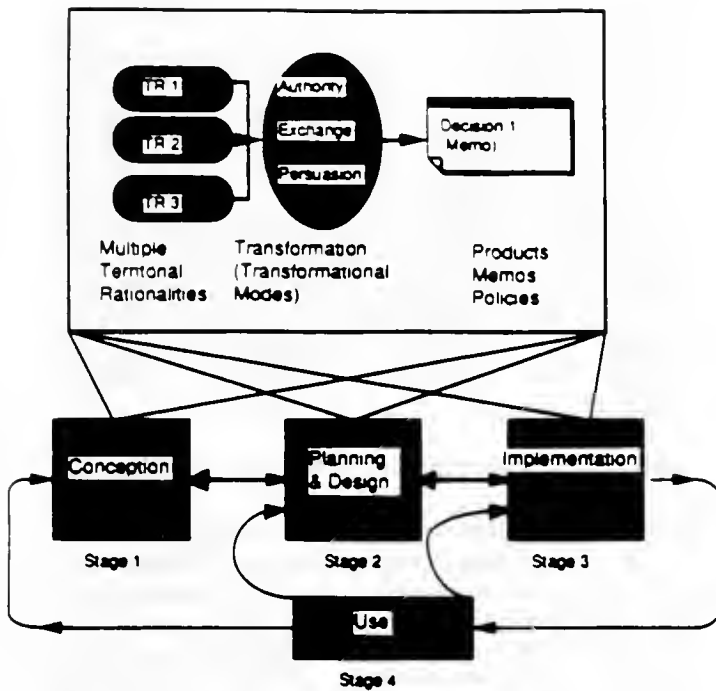 TR 1
TR 2
TR 3
Authority
Exchange
Persuasion
Decision 1
Memo)
Multiple
Territorial
Rationalities
Transformation
(Transformational
Modes)
Products
Memos
Policies
Conception
Planning
& Design
Implementation
Stage 1
Stage 2
Stage 3
Use
Stage 4